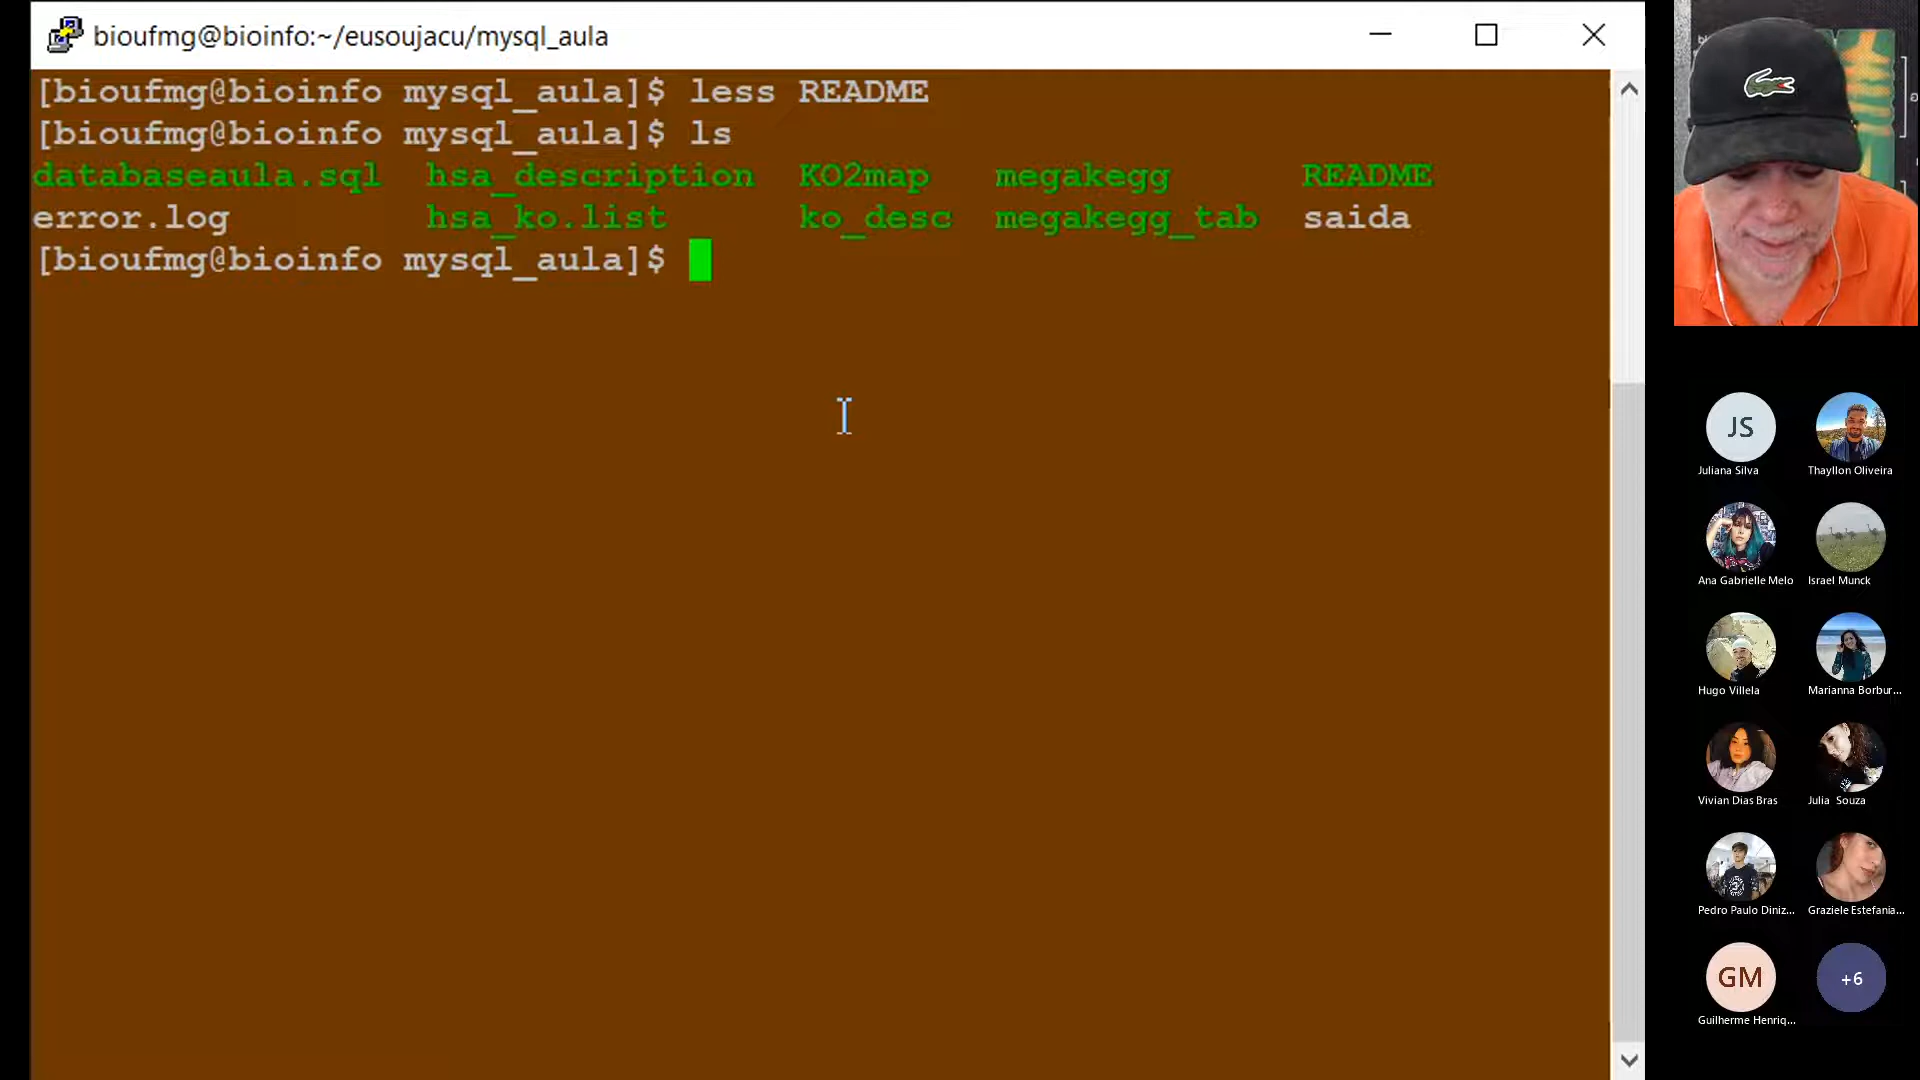 bioufmg@bioinfo:~/eusoujacu/mysql_aula
[bioufmg@bioinfo mysql_aula]$ less README
[bioufmg@bioinfo mysql_aula]$ ls
databaseaula.sql hsa_description KO2map megakegg README
error.log hsa_ko.list ko_desc megakegg_tab saida
[bioufmg@bioinfo mysql_aula]$
JS
Juliana Silva Thayllon Oliveira
Ana Gabrielle Melo Israel Munck
Hugo Villela Marianna Borbur...
Vivian Dias Bras Julia Souza
Pedro Paulo Diniz... Graziele Estefania...
GM +6
Guilherme Henriq...